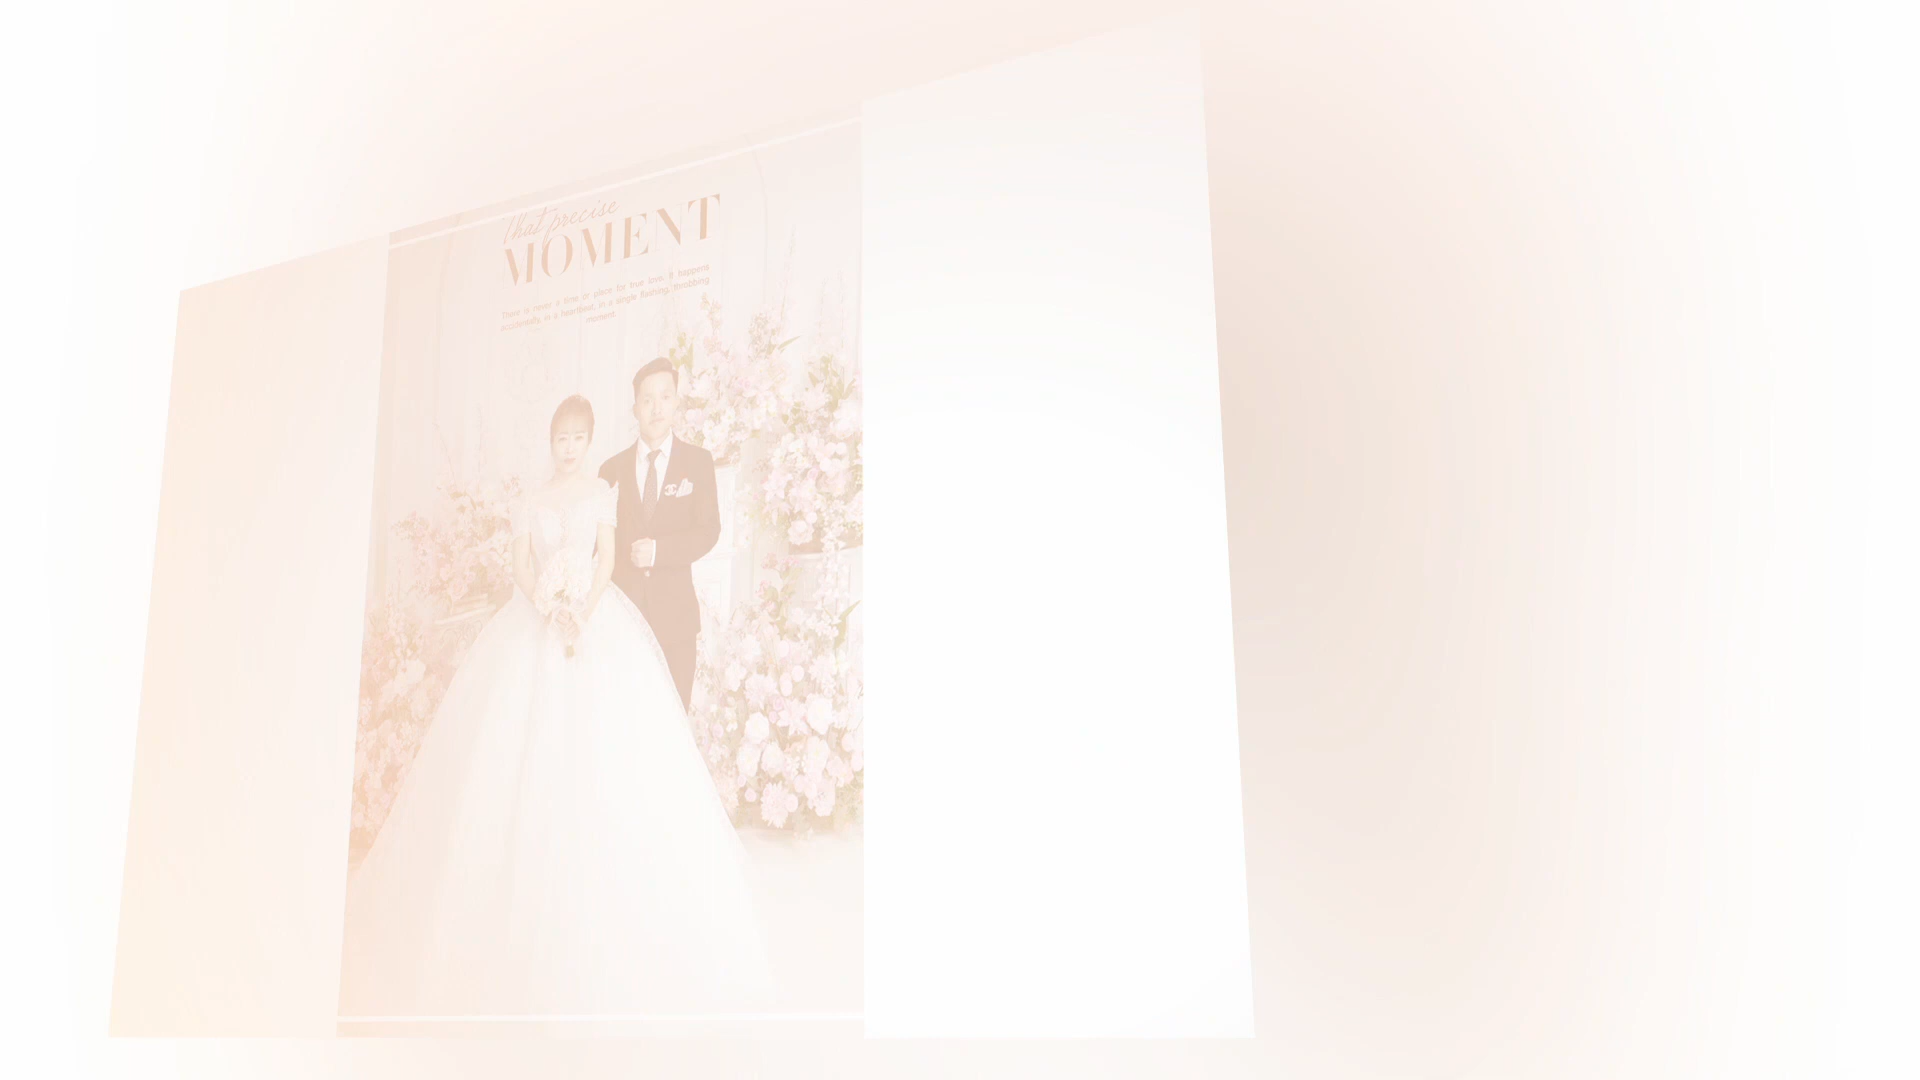 That precise
MOMENT
There is never a time or place for true love. It happens
accidentally, in a heartbeat, in a single flashing, throbbing
moment.